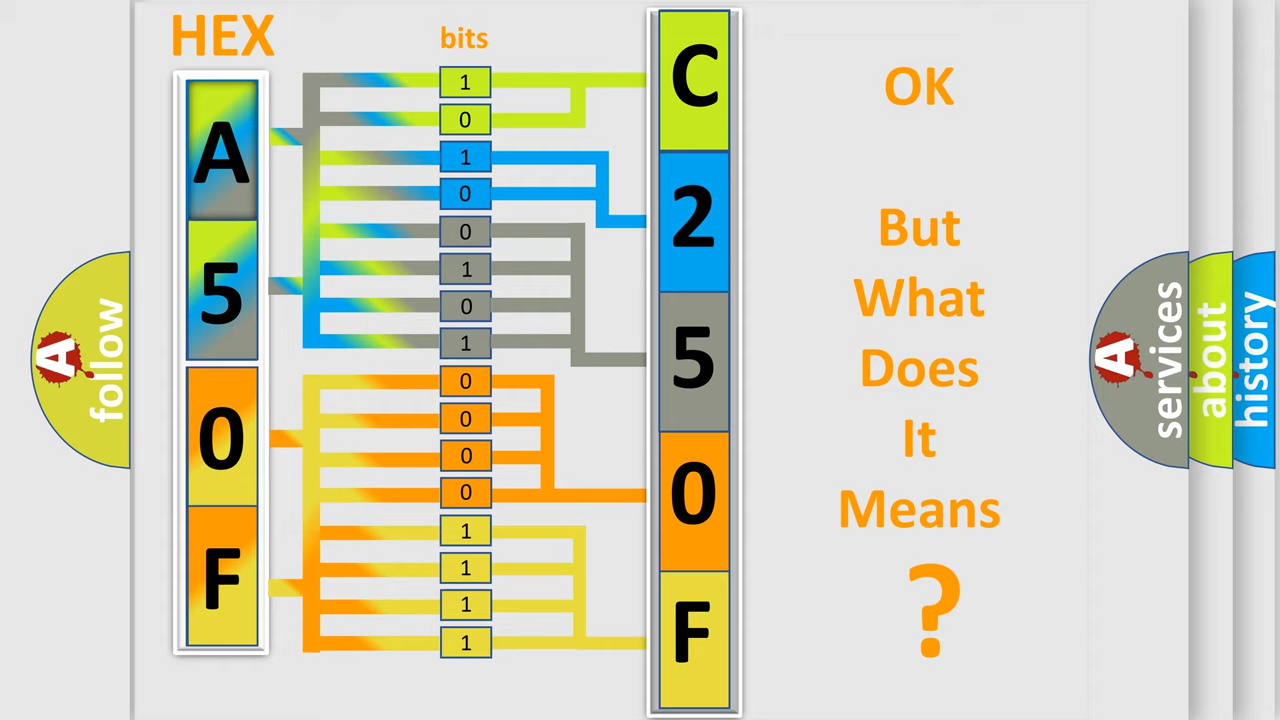 HEX
bits
A
5
0
F
1
0
1
0
0
1
0
1
0
0
0
0
1
1
1
1
C
2
5
0
F
OK
But
What
Does
It
Means
?
A
follow
A
services
about
history